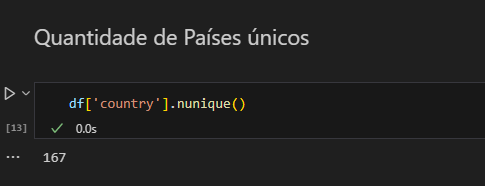 Quantidade de Países únicos
df['country'].nunique()
[13]
0.0s
...
167